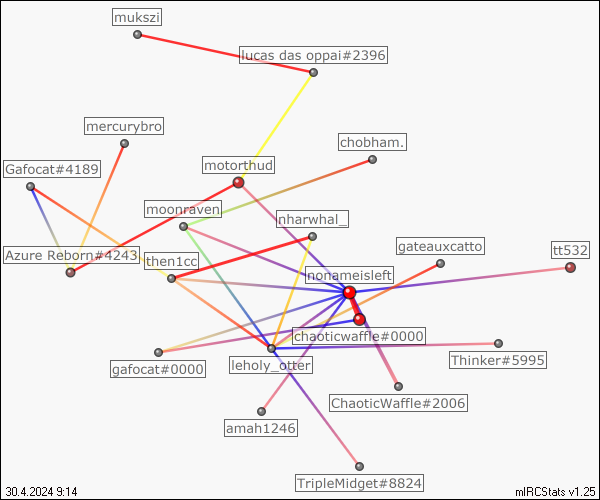 mukszi
lucas das oppai#2396
mercurybro
chobham.
Gafocat#4189
motorthud
moonraven
nharwhal_
gateauxcatto
Azure Reborn#4243
then1cc
tt532
nonameisleft
chaoticwaffle#0000
Thinker#5995
gafocat#0000
leholy_otter
ChaoticWaffle#2006
amah1246
TripleMidget#8824
30.4.2024 9:14
mIRCStats v1.25